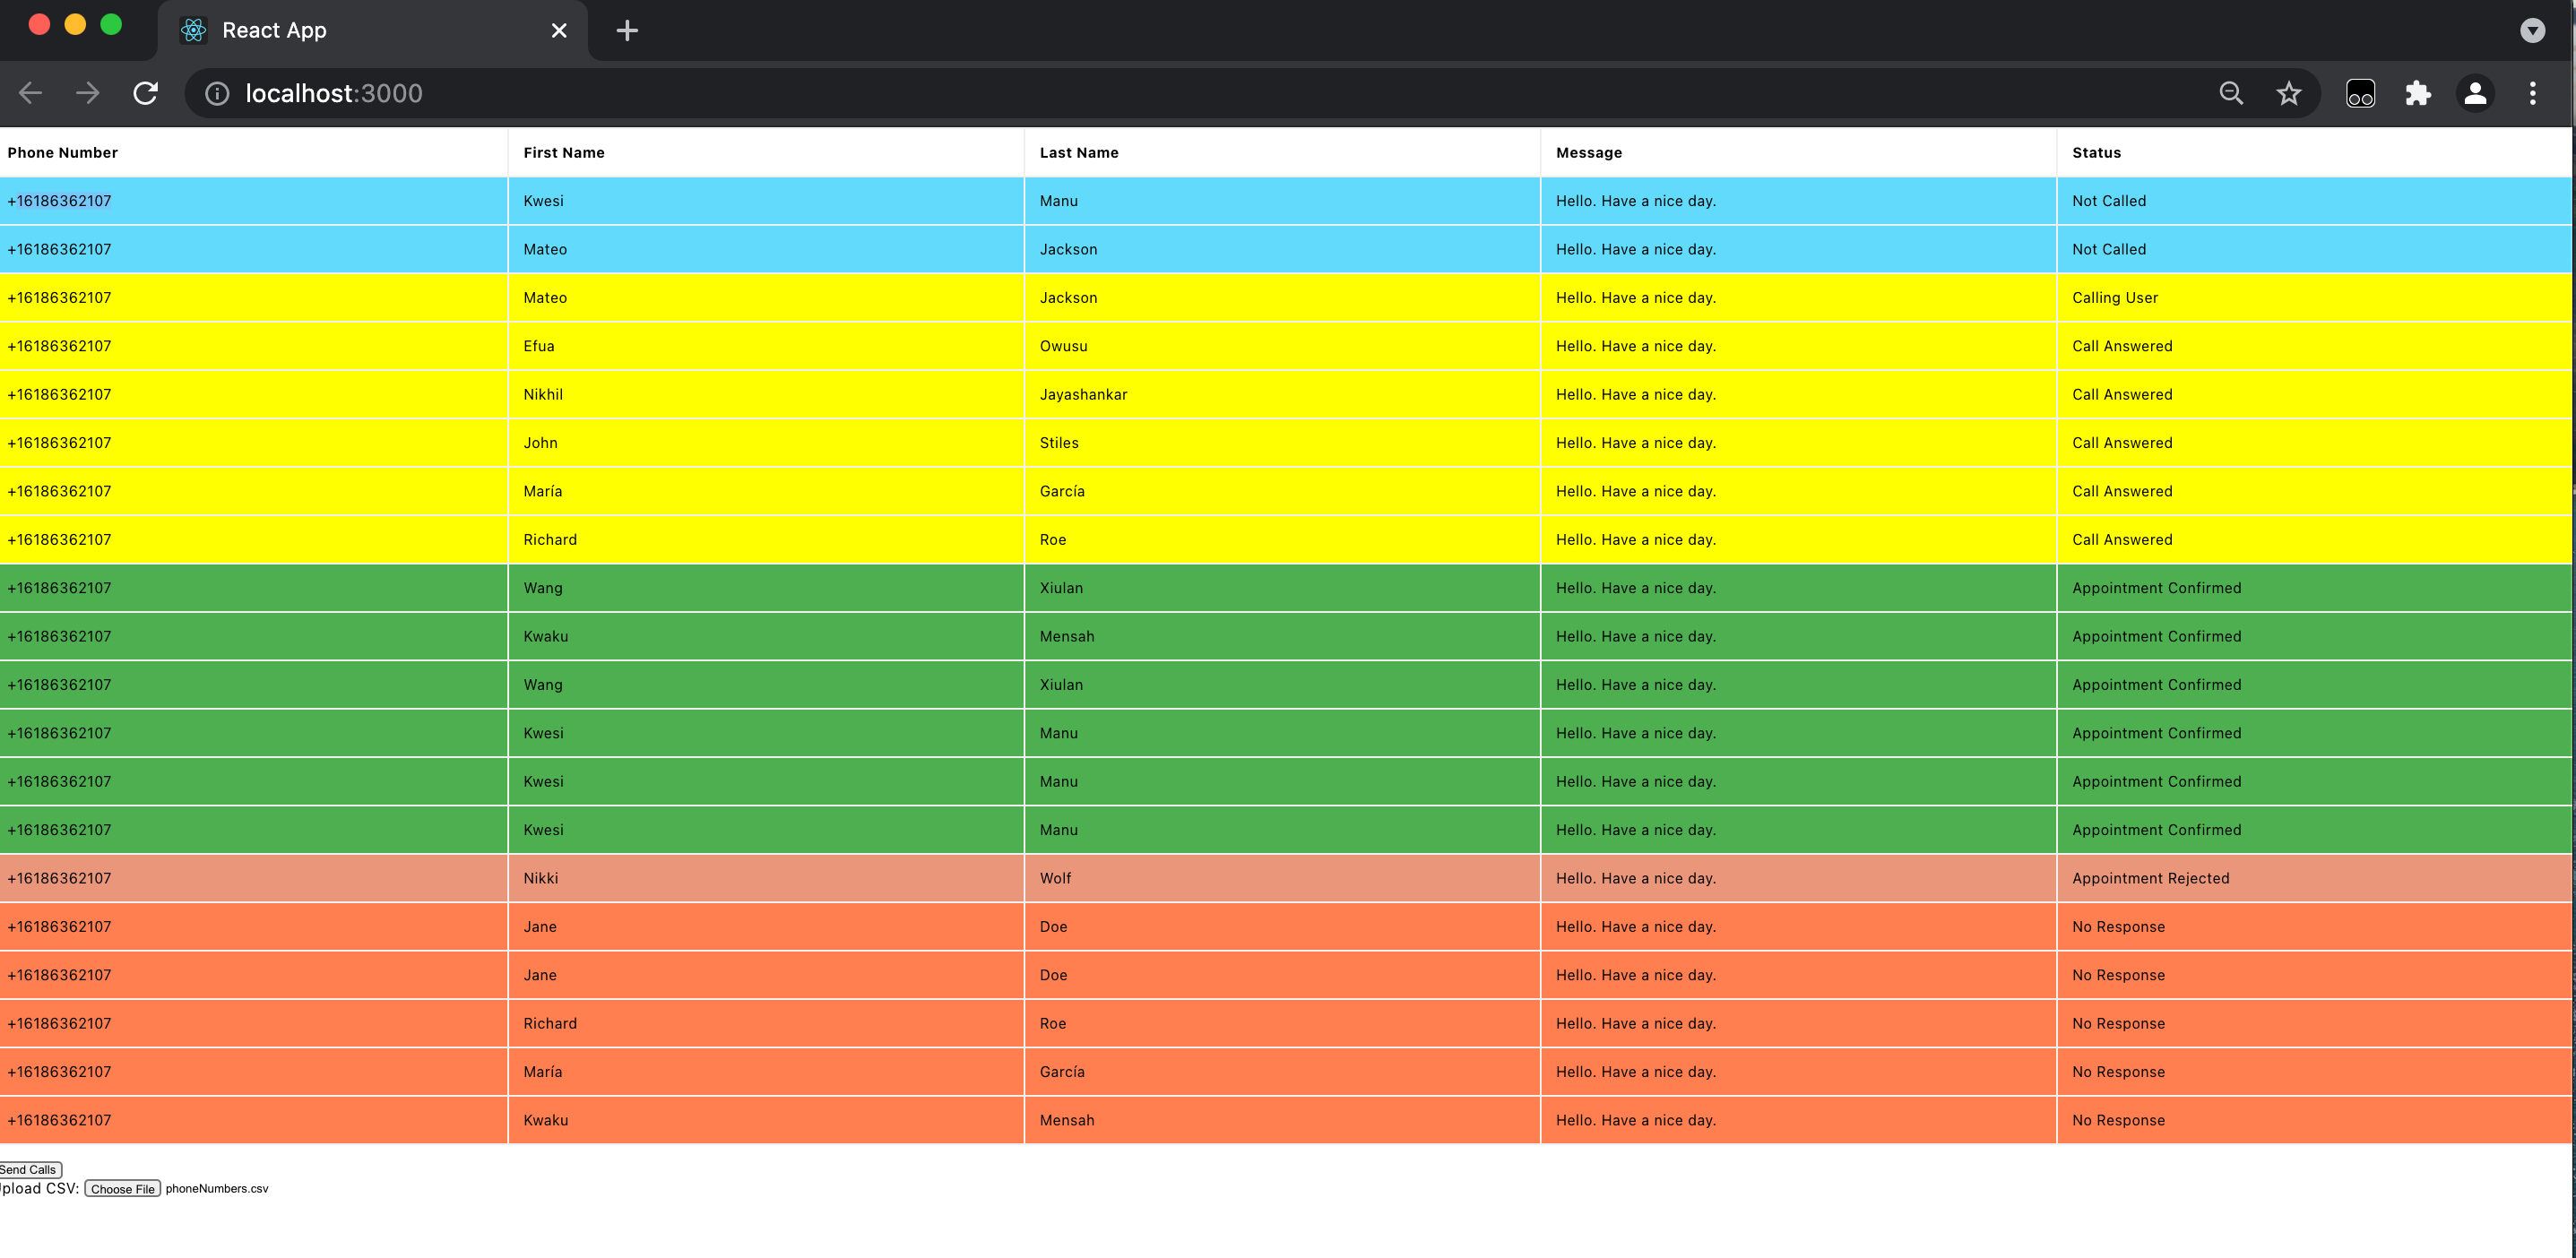 React App
localhost:3000
Phone Number First Name Last Name Message Status
+16186362107 Kwesi Manu Hello. Have a nice day. Not Called
+16186362107 Mateo Jackson Hello. Have a nice day. Not Called
+16186362107 Mateo Jackson Hello. Have a nice day. Calling User
+16186362107 Efua Owusu Hello. Have a nice day. Call Answered
+16186362107 Nikhil Jayashankar Hello. Have a nice day. Call Answered
+16186362107 John Stiles Hello. Have a nice day. Call Answered
+16186362107 María García Hello. Have a nice day. Call Answered
+16186362107 Richard Roe Hello. Have a nice day. Call Answered
+16186362107 Wang Xiulan Hello. Have a nice day. Appointment Confirmed
+16186362107 Kwaku Mensah Hello. Have a nice day. Appointment Confirmed
+16186362107 Wang Xiulan Hello. Have a nice day. Appointment Confirmed
+16186362107 Kwesi Manu Hello. Have a nice day. Appointment Confirmed
+16186362107 Kwesi Manu Hello. Have a nice day. Appointment Confirmed
+16186362107 Kwesi Manu Hello. Have a nice day. Appointment Confirmed
+16186362107 Nikki Wolf Hello. Have a nice day. Appointment Rejected
+16186362107 Jane Doe Hello. Have a nice day. No Response
+16186362107 Jane Doe Hello. Have a nice day. No Response
+16186362107 Richard Roe Hello. Have a nice day. No Response
+16186362107 María García Hello. Have a nice day. No Response
+16186362107 Kwaku Mensah Hello. Have a nice day. No Response
Send Calls
Upload CSV: Choose File phoneNumbers.csv